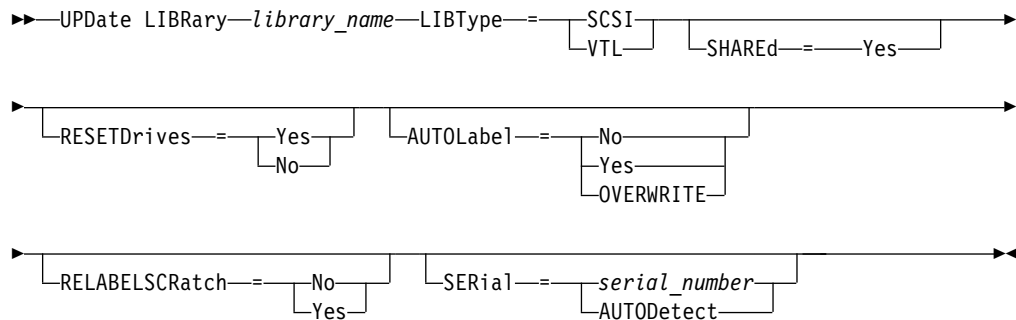 UPDate LIBRary library_name LIBType = SCSI
VTL
SHAREd = Yes
RESETDrives = Yes
No
AUTOLabel = No
Yes
OVERWRITE
RELABELSCRatch = No
Yes
SERial = serial_number
AUTODetect